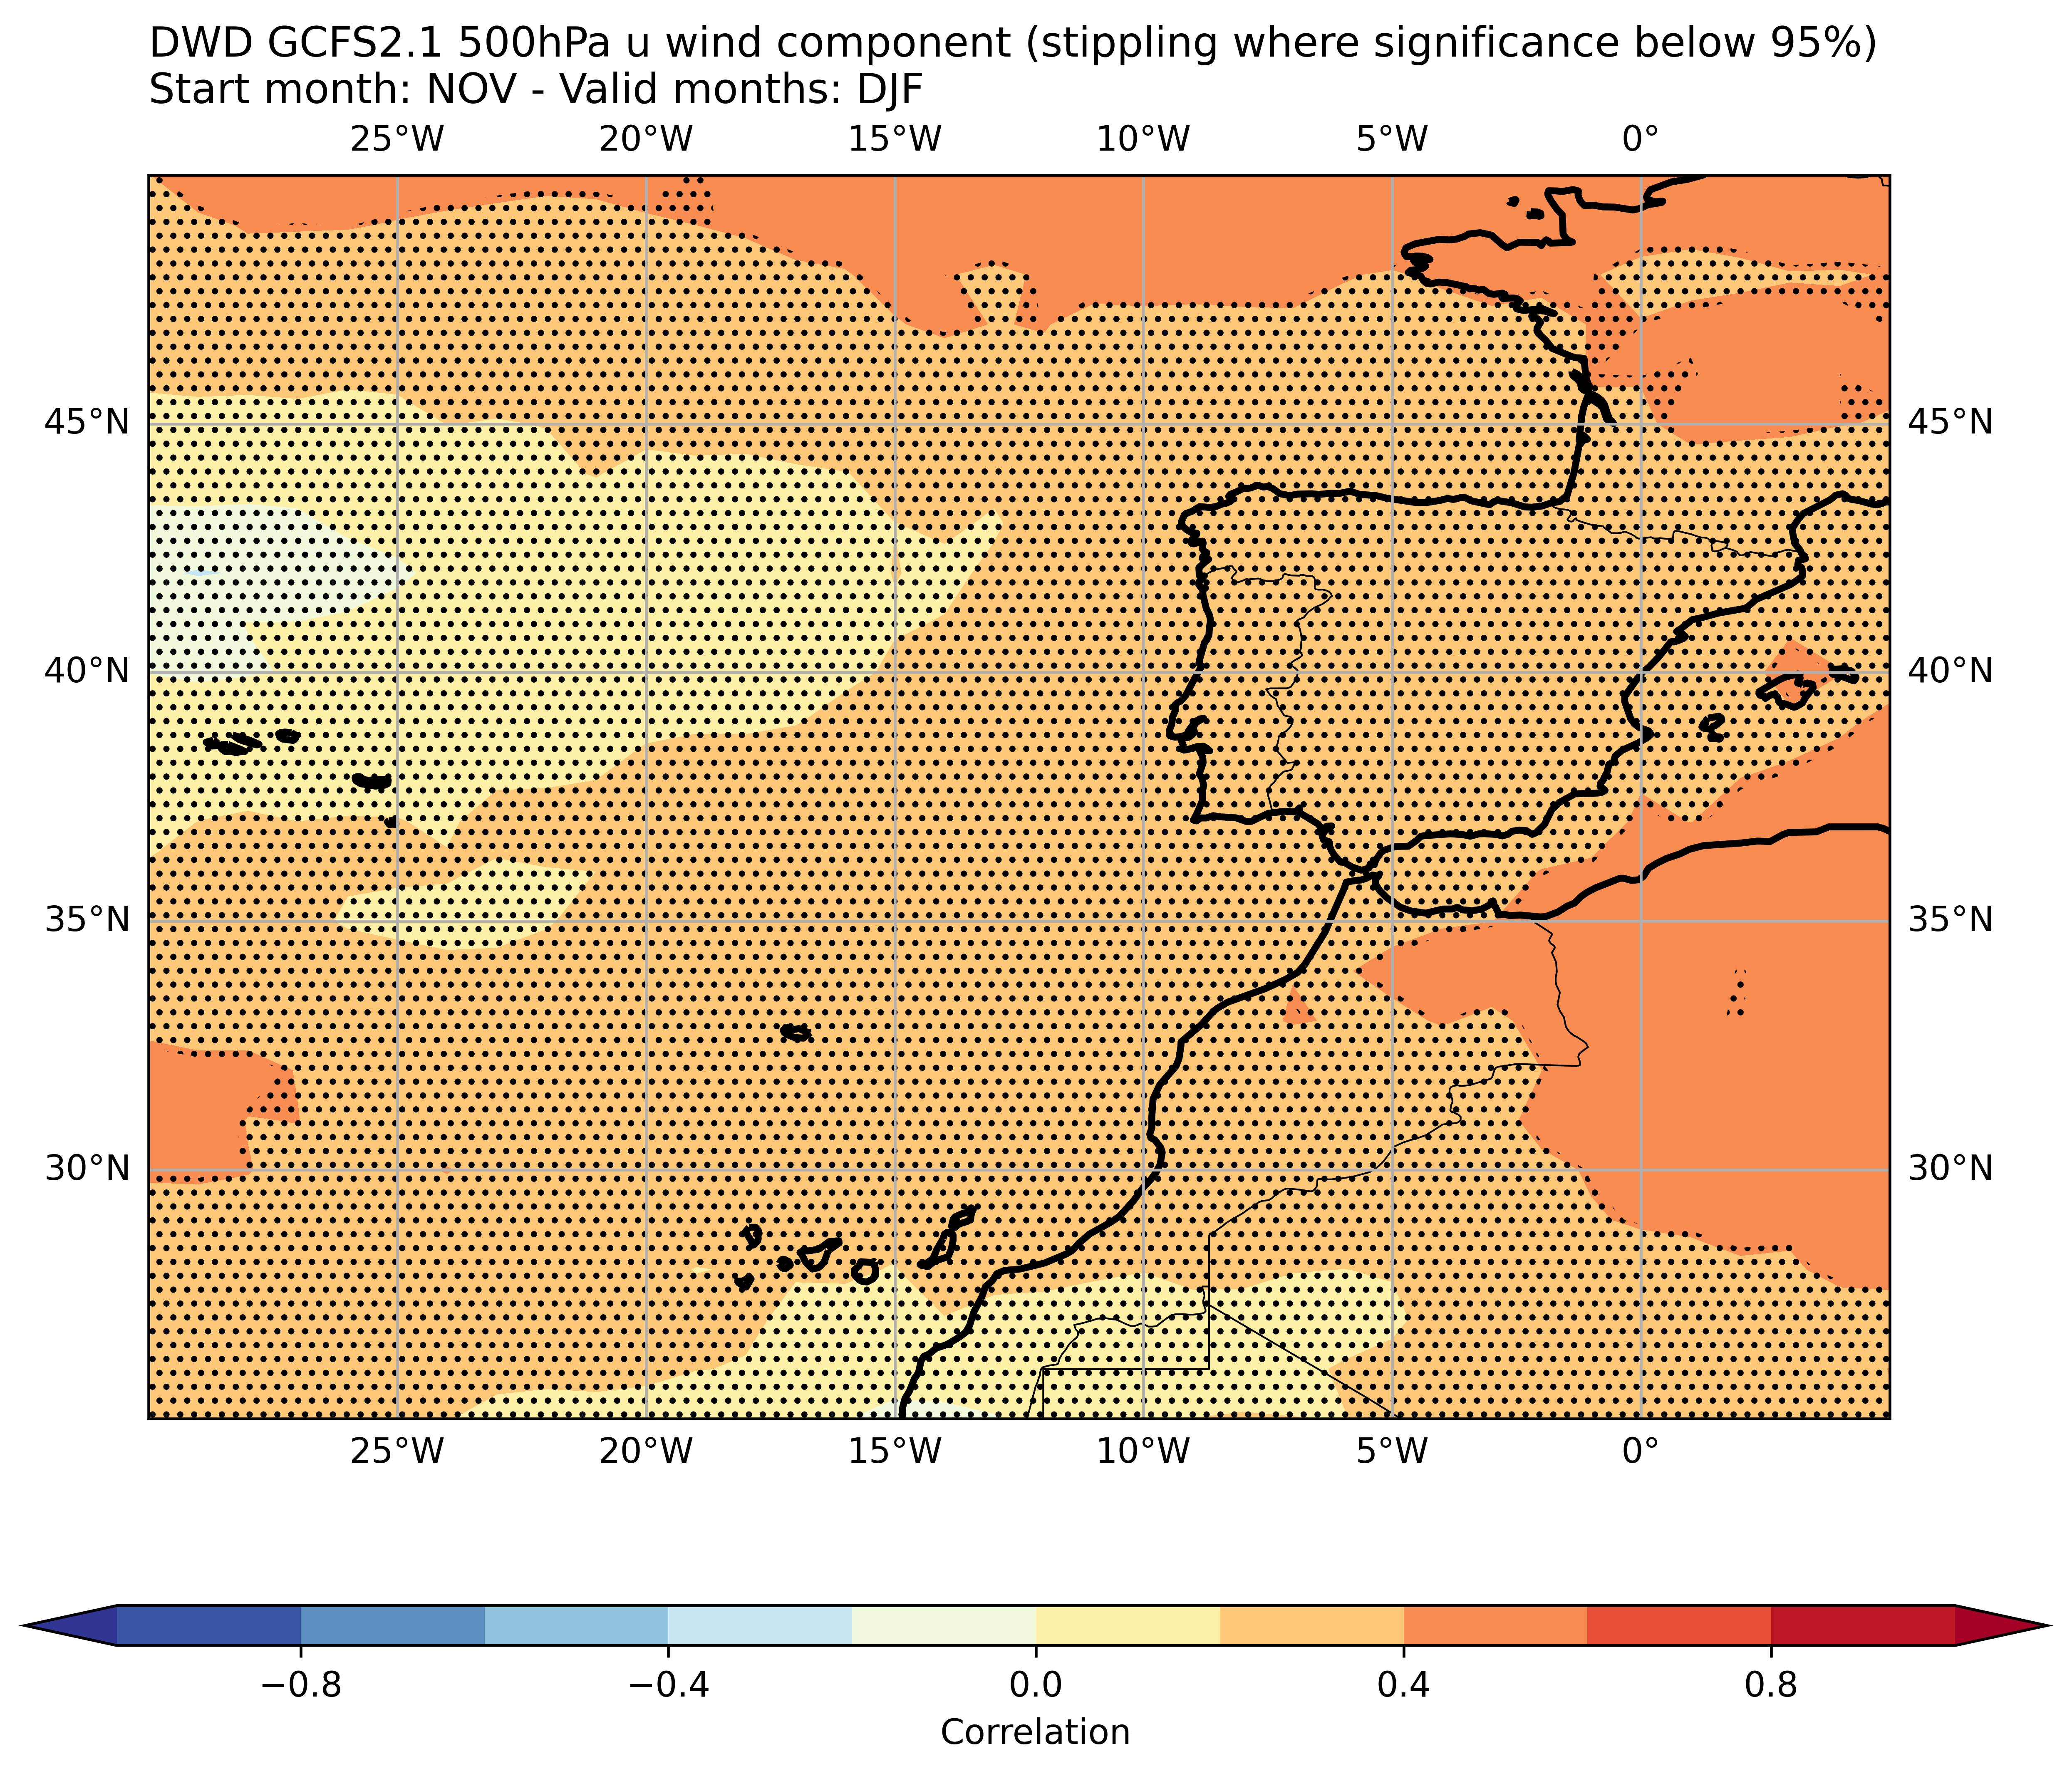 DWD GCFS2.1 500hPa u wind component (stippling where significance below 95%)
Start month: NOV - Valid months: DJF
25°W 20°W 15°W 10°W 5°W 0°
45°N 45°N
40°N 40°N
35°N 35°N
30°N 30°N
25°W 20°W 15°W 10°W 5°W 0°
−0.8 −0.4 0.0 0.4 0.8
Correlation